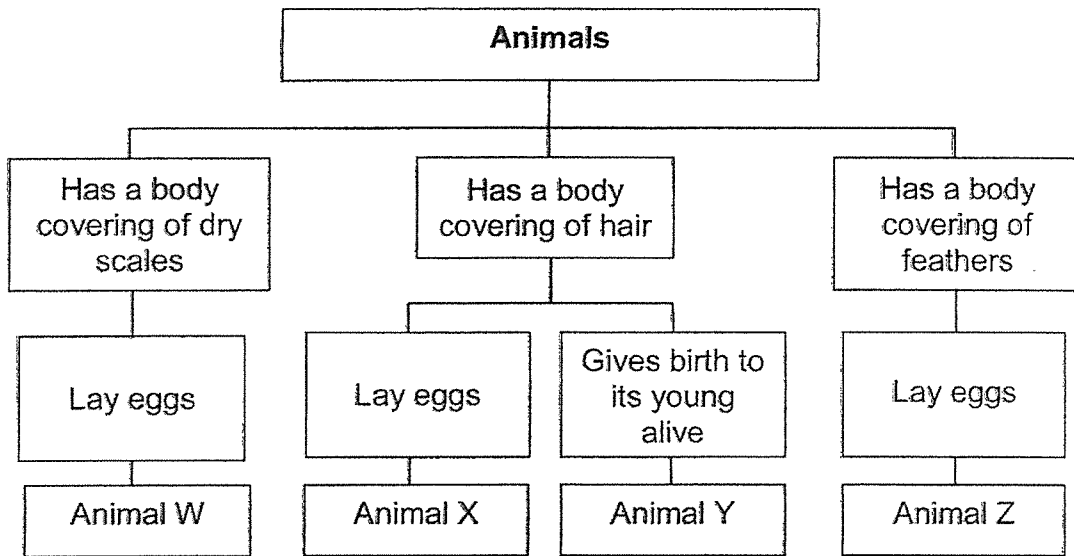 Animals
Has a body
covering of dry
scales
Has a body
covering of hair
Has a body
covering of
feathers
Lay eggs
Lay eggs
Gives birth to
its young
alive
Lay eggs
Animal W
Animal X
Animal Y
Animal Z